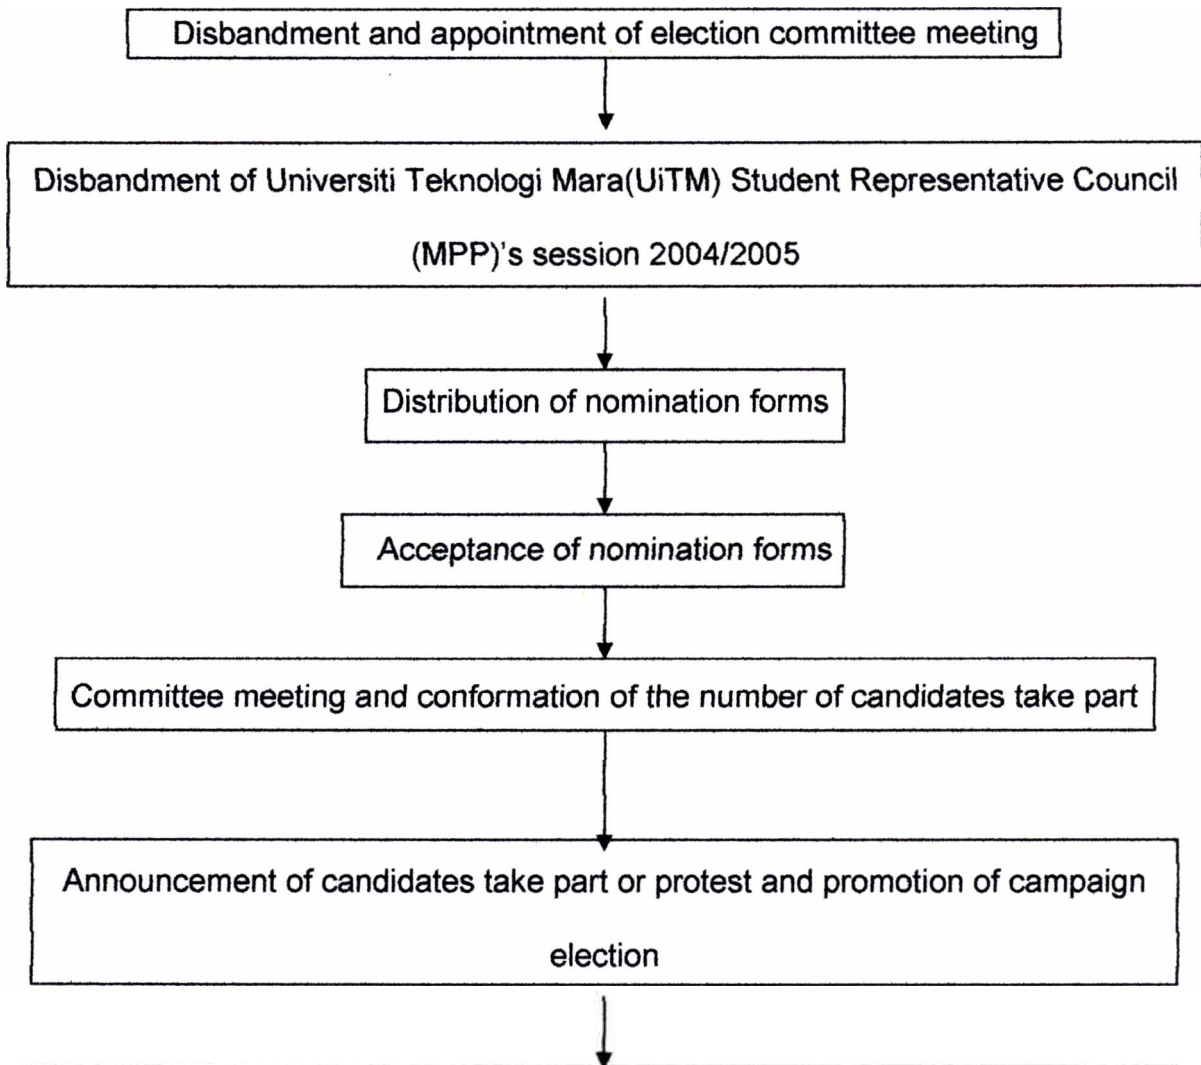 Disbandment and appointment of election committee meeting
Disbandment of Universiti Teknologi Mara(UiTM) Student Representative Council
(MPP)'s session 2004/2005
Distribution of nomination forms
Acceptance of nomination forms
Committee meeting and conformation of the number of candidates take part
Announcement of candidates take part or protest and promotion of campaign
election